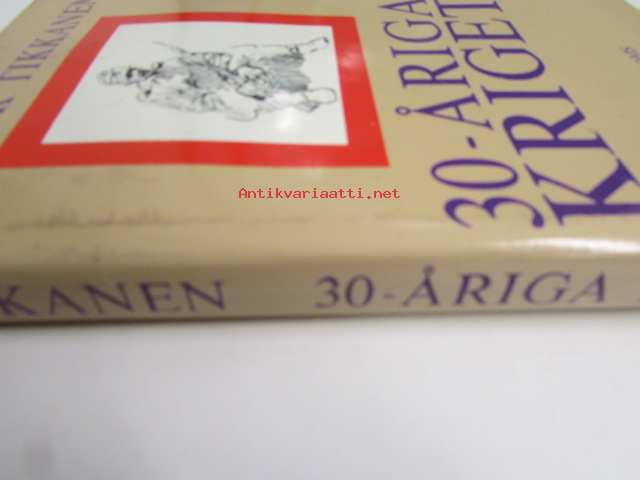 TIKKANEN
30-ÅRIGA
KRIGET
Antikvariaatti.net
KANEN 30-ÅRIGA